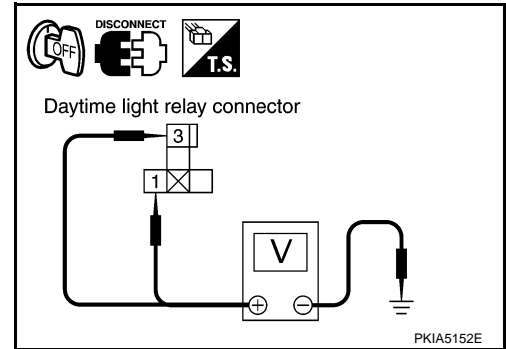 DISCONNECT
OFF
T.S.
Daytime light relay connector
3
1
V
+ −
PKIA5152E